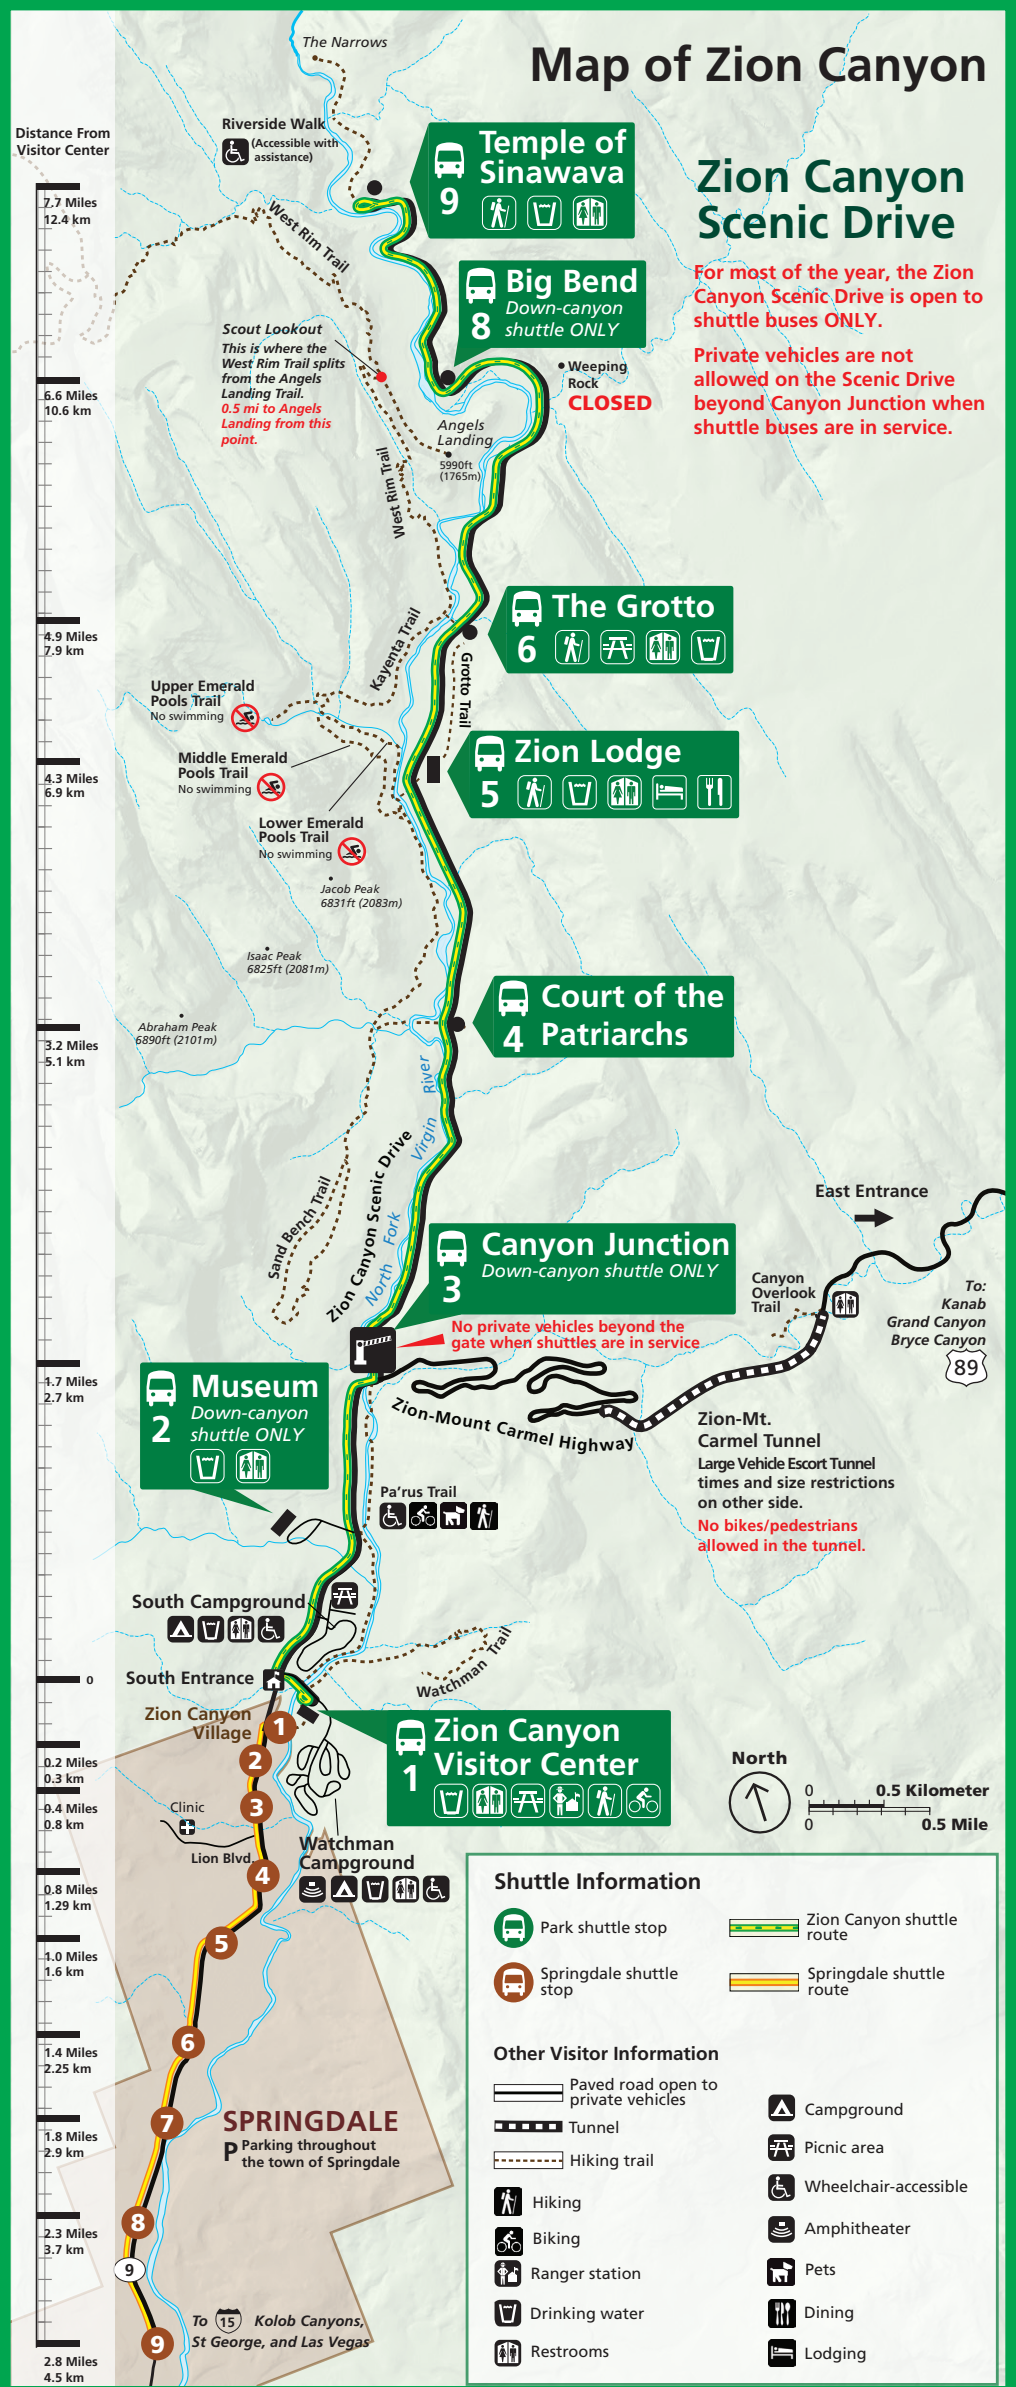 Map of Zion Canyon
The Narrows
Riverside Walk
(Accessible with
assistance)
Distance From
Visitor Center
7.7 Miles
12.4 km
Temple of
Sinawava
9
Zion Canyon
Scenic Drive
For most of the year, the Zion
Canyon Scenic Drive is open to
shuttle buses ONLY.
Private vehicles are not
allowed on the Scenic Drive
beyond Canyon Junction when
shuttle buses are in service.
West Rim Trail
Big Bend
Down-canyon
shuttle ONLY
8
Scout Lookout
This is where the
West Rim Trail splits
from the Angels
Landing Trail.
0.5 mi to Angels
Landing from this
point.
Weeping
Rock
CLOSED
6.6 Miles
10.6 km
Angels
Landing
5990ft
(1765m)
West Rim Trail
The Grotto
6
4.9 Miles
7.9 km
Kayenta Trail
Grotto Trail
Upper Emerald
Pools Trail
No swimming
Middle Emerald
Pools Trail
No swimming
Lower Emerald
Pools Trail
No swimming
Zion Lodge
5
4.3 Miles
6.9 km
Jacob Peak
6831ft (2083m)
Isaac Peak
6825ft (2081m)
Abraham Peak
6890ft (2101m)
Court of the
Patriarchs
4
3.2 Miles
5.1 km
North Fork Virgin River
Zion Canyon Scenic Drive
Sand Bench Trail
East Entrance
Canyon Junction
Down-canyon shuttle ONLY
3
No private vehicles beyond the
gate when shuttles are in service
Canyon
Overlook
Trail
To:
Kanab
Grand Canyon
Bryce Canyon
89
1.7 Miles
2.7 km
Museum
Down-canyon
shuttle ONLY
2
Zion-Mount Carmel Highway
Zion-Mt.
Carmel Tunnel
Large Vehicle Escort Tunnel
times and size restrictions
on other side.
No bikes/pedestrians
allowed in the tunnel.
Pa'rus Trail
South Campground
South Entrance
0
Watchman Trail
Zion Canyon
Village
Zion Canyon
Visitor Center
1
1
2
3
4
5
6
7
8
9
9
0.2 Miles
0.3 km
0.4 Miles
0.8 km
0.8 Miles
1.29 km
1.0 Miles
1.6 km
1.4 Miles
2.25 km
1.8 Miles
2.9 km
2.3 Miles
3.7 km
2.8 Miles
4.5 km
Clinic
Lion Blvd.
Watchman
Campground
North
0
0.5 Kilometer
0
0.5 Mile
SPRINGDALE
P Parking throughout
the town of Springdale
To 15 Kolob Canyons,
St George, and Las Vegas
Shuttle Information
Park shuttle stop
Zion Canyon shuttle
route
Springdale shuttle
stop
Springdale shuttle
route
Other Visitor Information
Paved road open to
private vehicles
Tunnel
Hiking trail
Hiking
Biking
Ranger station
Drinking water
Restrooms
Campground
Picnic area
Wheelchair-accessible
Amphitheater
Pets
Dining
Lodging